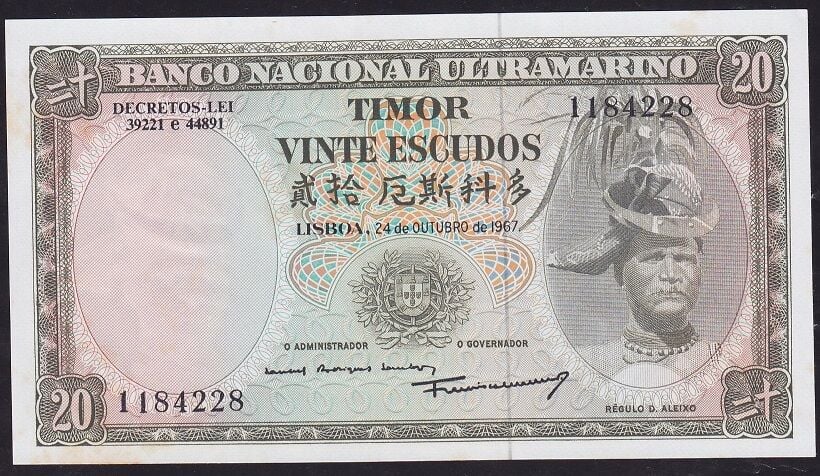 BANCO NACIONAL ULTRAMARINO
20
二十
DECRETOS-LEI
39221 e 44891
TIMOR
1184228
VINTE ESCUDOS
貳拾厄斯科多
LISBOA, 24 de OUTUBRO de 1967.
O ADMINISTRADOR
O GOVERNADOR
1184228
20
RÉGULO D. ALEIXO
二十